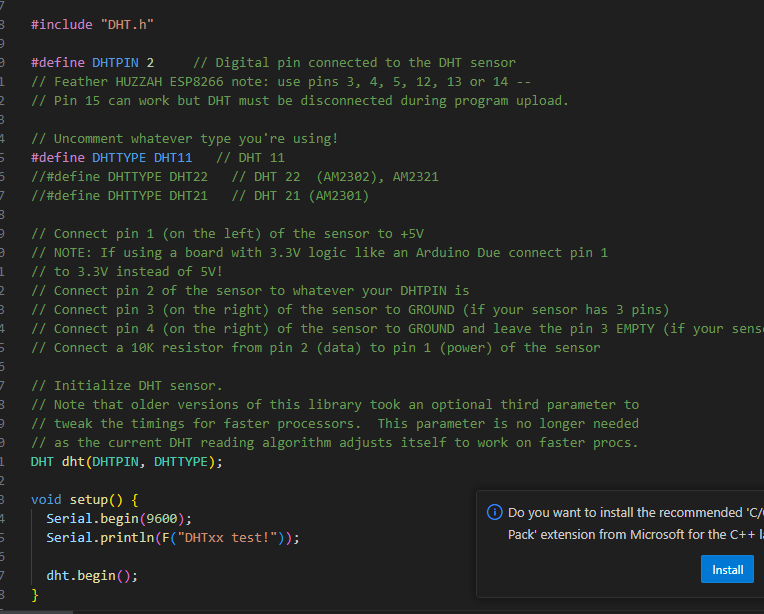 #include "DHT.h"
#define DHTPIN 2     // Digital pin connected to the DHT sensor
// Feather HUZZAH ESP8266 note: use pins 3, 4, 5, 12, 13 or 14 --
// Pin 15 can work but DHT must be disconnected during program upload.
// Uncomment whatever type you're using!
#define DHTTYPE DHT11   // DHT 11
//#define DHTTYPE DHT22   // DHT 22  (AM2302), AM2321
//#define DHTTYPE DHT21   // DHT 21 (AM2301)
// Connect pin 1 (on the left) of the sensor to +5V
// NOTE: If using a board with 3.3V logic like an Arduino Due connect pin 1
// to 3.3V instead of 5V!
// Connect pin 2 of the sensor to whatever your DHTPIN is
// Connect pin 3 (on the right) of the sensor to GROUND (if your sensor has 3 pins)
// Connect pin 4 (on the right) of the sensor to GROUND and leave the pin 3 EMPTY (if your
// Connect a 10K resistor from pin 2 (data) to pin 1 (power) of the sensor
// Initialize DHT sensor.
// Note that older versions of this library took an optional third parameter to
// tweak the timings for faster processors.  This parameter is no longer needed
// as the current DHT reading algorithm adjusts itself to work on faster procs.
DHT dht(DHTPIN, DHTTYPE);
void setup() {
  Serial.begin(9600);
  Serial.println(F("DHTxx test!"));
  dht.begin();
}
Do you want to install the recommended
Pack' extension from Microsoft for the C++
Install